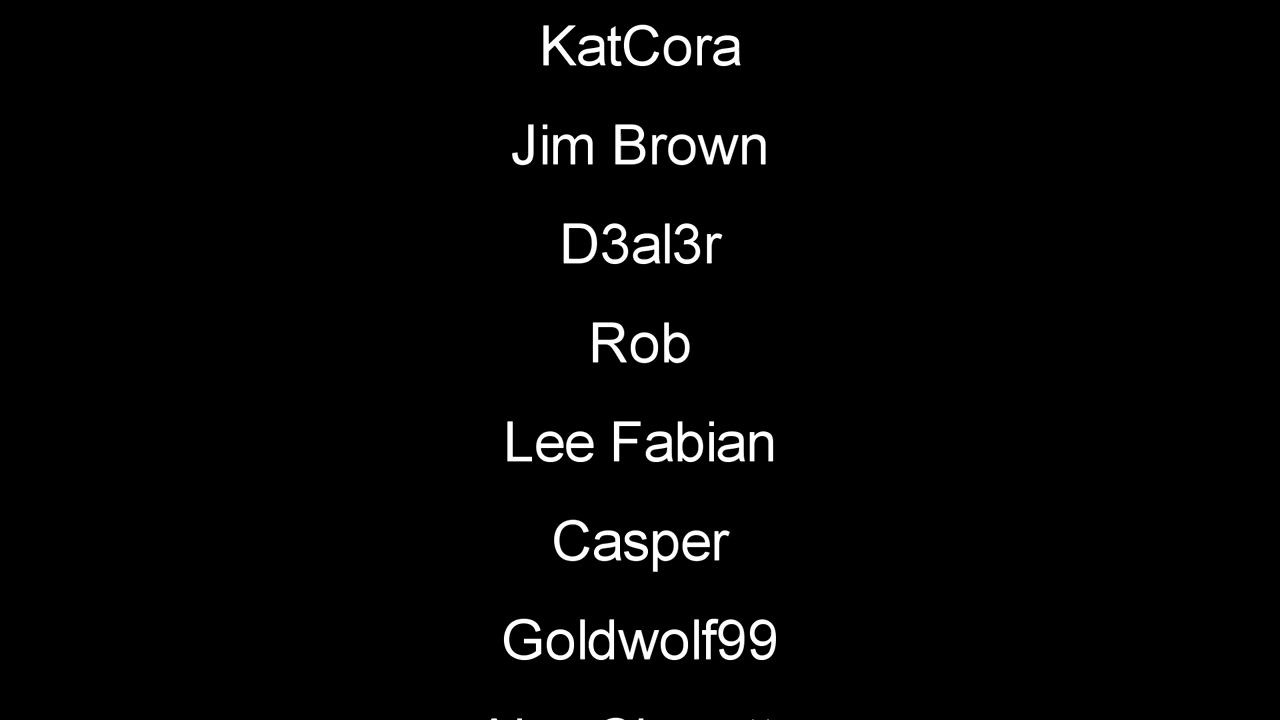 KatCora
Jim Brown
D3al3r
Rob
Lee Fabian
Casper
Goldwolf99